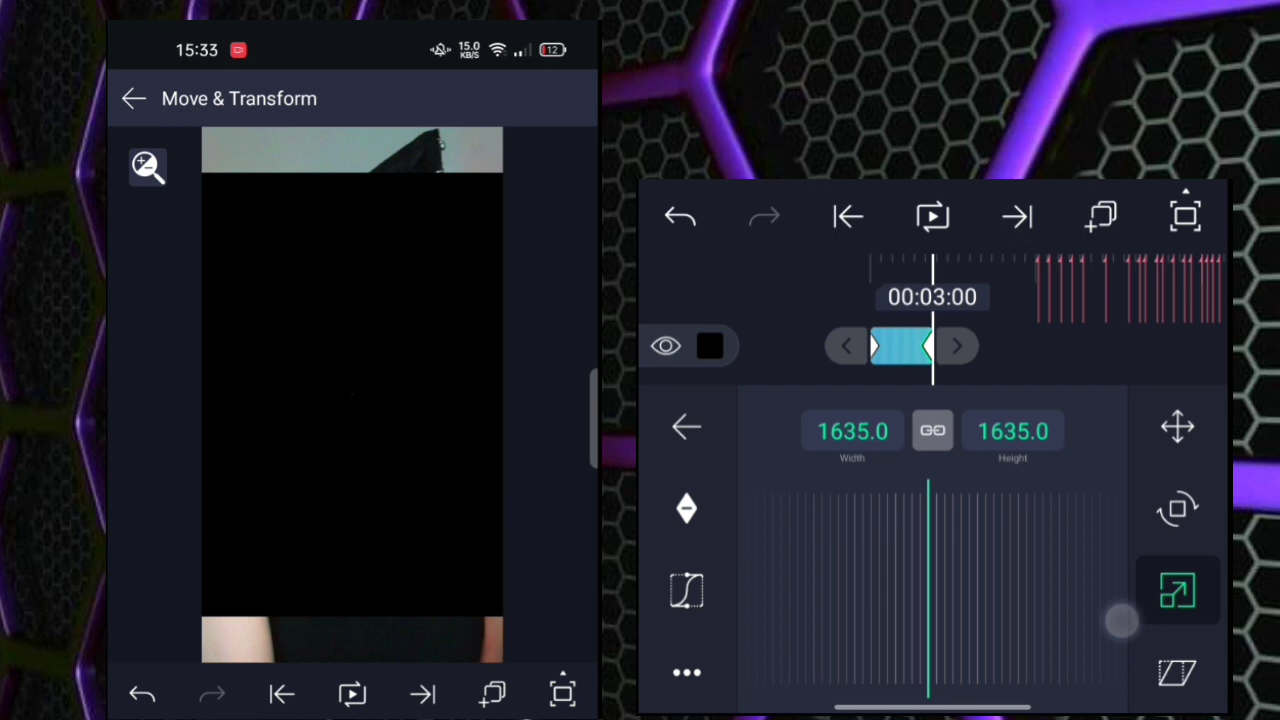 15:33
15.0
KB/S
12
Move & Transform
00:03:00
1635.0
1635.0
Width
Height